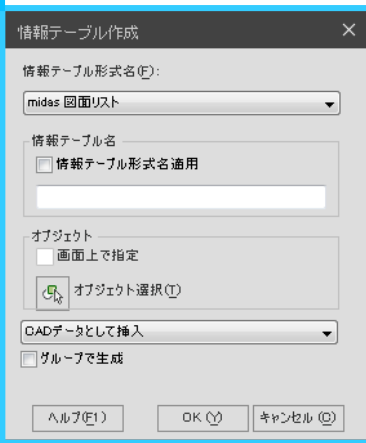 情報テーブル作成
情報テーブル形式名(F):
midas 図面リスト
情報テーブル名
情報テーブル形式名適用
オブジェクト
画面上で指定
オブジェクト選択(T)
CADデータとして挿入
グループで生成
ヘルプ(F1)
OK (Y)
キャンセル (C)